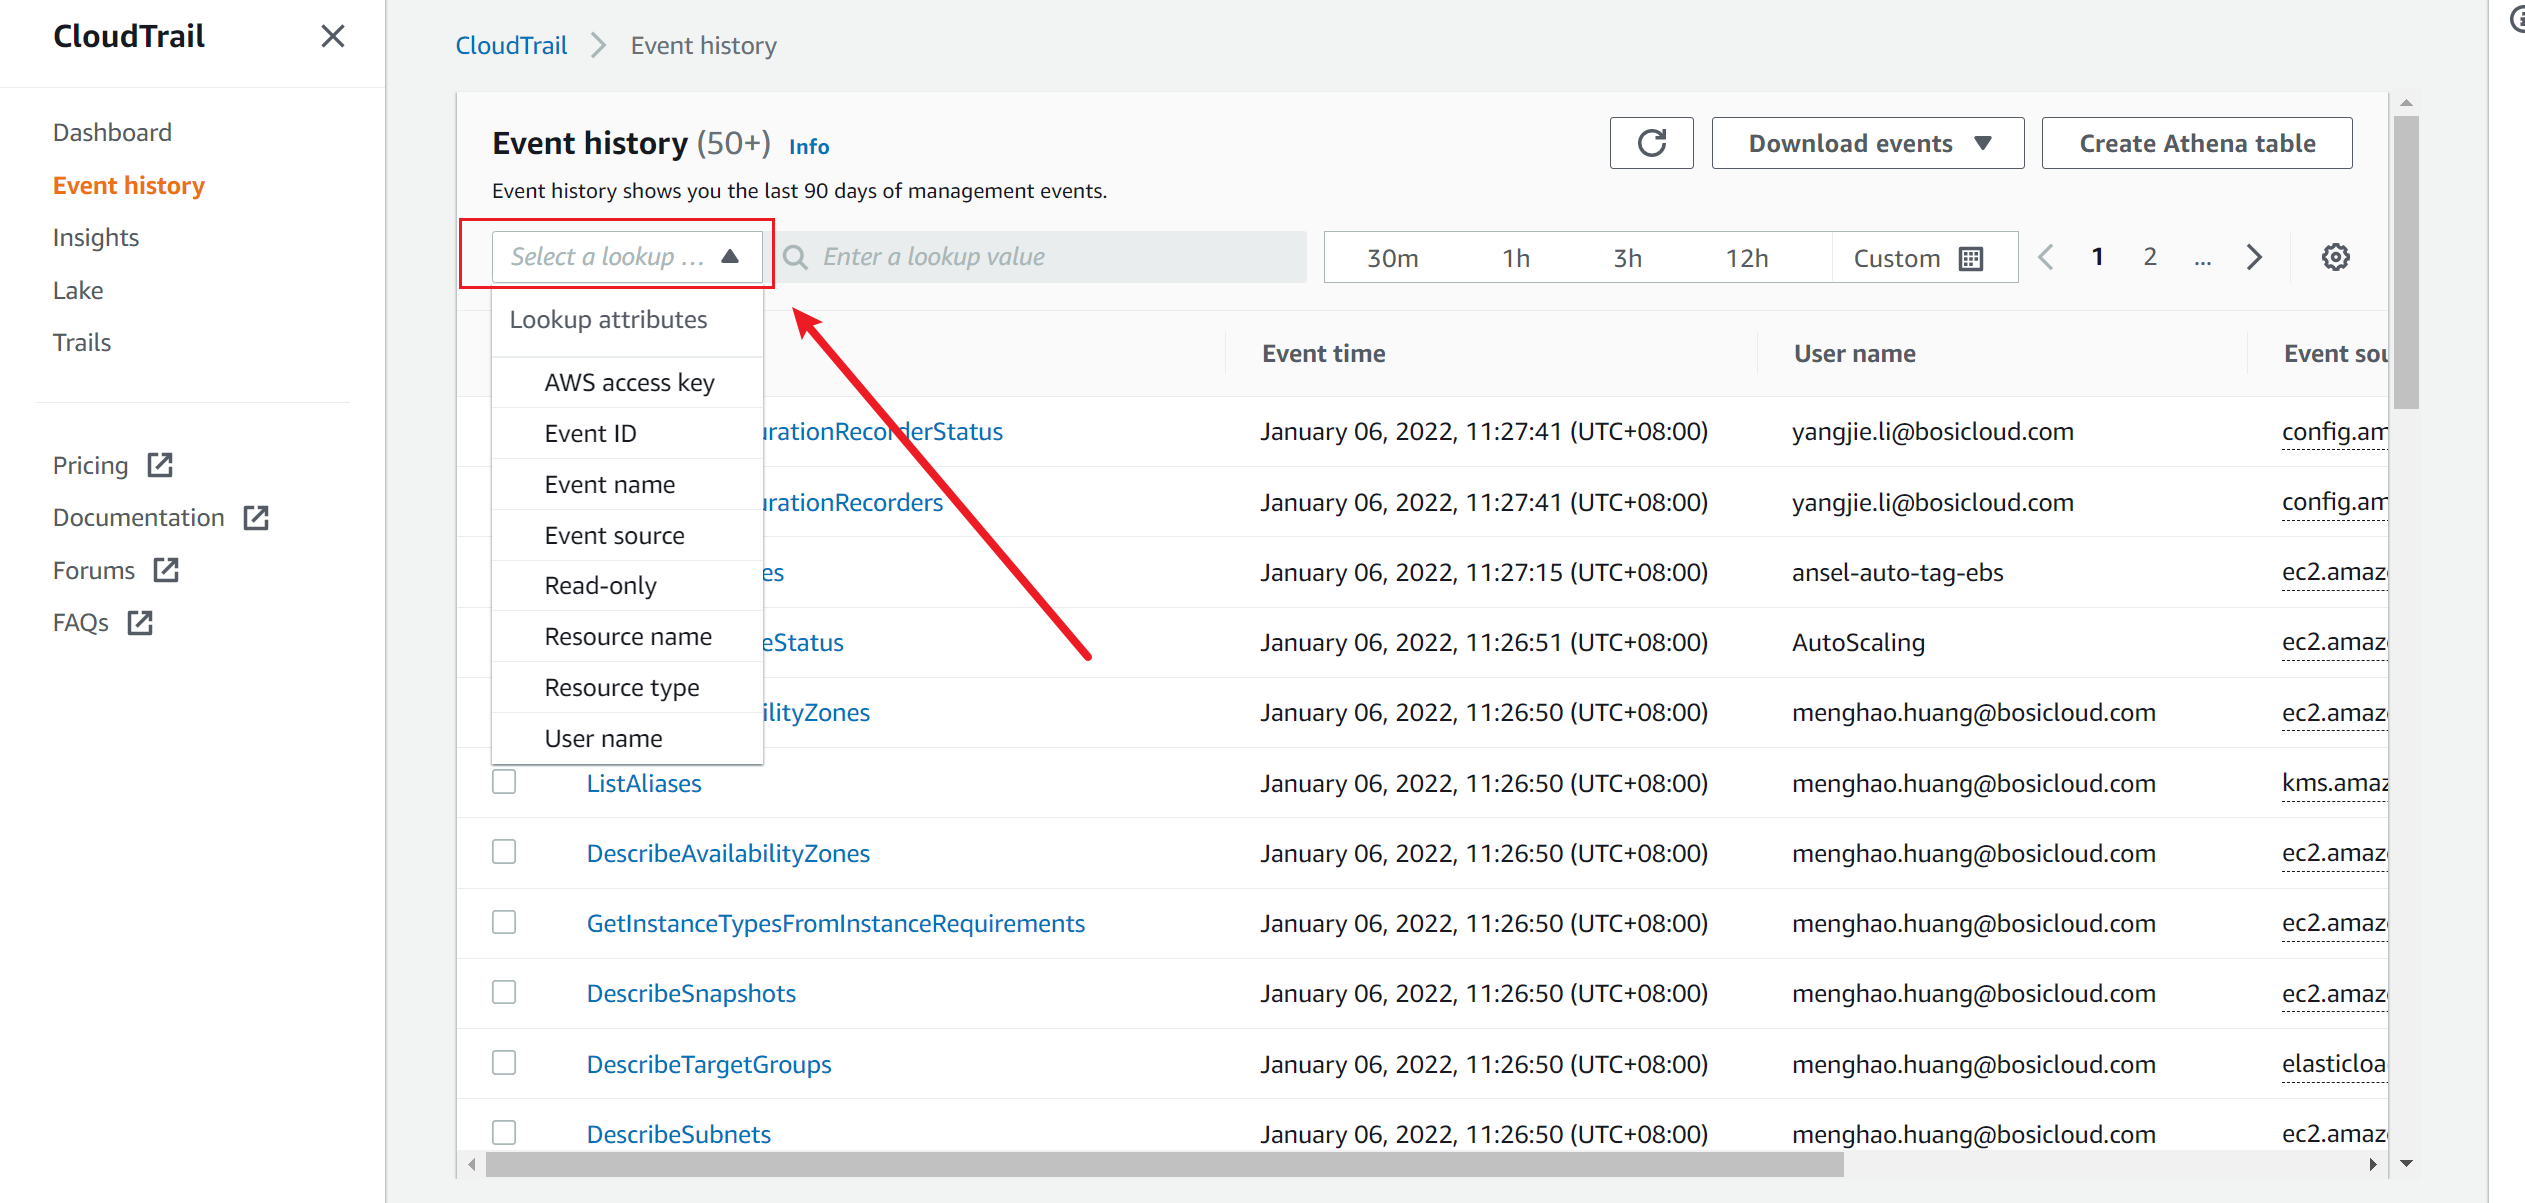 CloudTrail
Dashboard
Event history
Insights
Lake
Trails
Pricing
Documentation
Forums
FAQs
CloudTrail > Event history
Event history (50+) Info
Download events
Create Athena table
Event history shows you the last 90 days of management events.
Select a lookup ...
Enter a lookup value
30m 1h 3h 12h Custom
1 2 ...
Lookup attributes
AWS access key
Event ID
Event name
Event source
Read-only
Resource name
Resource type
User name
Event time User name Event sou
urationRecorderStatus January 06, 2022, 11:27:41 (UTC+08:00) yangjie.li@bosicloud.com config.am
urationRecorders January 06, 2022, 11:27:41 (UTC+08:00) yangjie.li@bosicloud.com config.am
es January 06, 2022, 11:27:15 (UTC+08:00) ansel-auto-tag-ebs ec2.amaz
eStatus January 06, 2022, 11:26:51 (UTC+08:00) AutoScaling ec2.amaz
ilityZones January 06, 2022, 11:26:50 (UTC+08:00) menghao.huang@bosicloud.com ec2.amaz
ListAliases January 06, 2022, 11:26:50 (UTC+08:00) menghao.huang@bosicloud.com kms.amaz
DescribeAvailabilityZones January 06, 2022, 11:26:50 (UTC+08:00) menghao.huang@bosicloud.com ec2.amaz
GetInstanceTypesFromInstanceRequirements January 06, 2022, 11:26:50 (UTC+08:00) menghao.huang@bosicloud.com ec2.amaz
DescribeSnapshots January 06, 2022, 11:26:50 (UTC+08:00) menghao.huang@bosicloud.com ec2.amaz
DescribeTargetGroups January 06, 2022, 11:26:50 (UTC+08:00) menghao.huang@bosicloud.com elasticloa
DescribeSubnets January 06, 2022, 11:26:50 (UTC+08:00) menghao.huang@bosicloud.com ec2.amaz